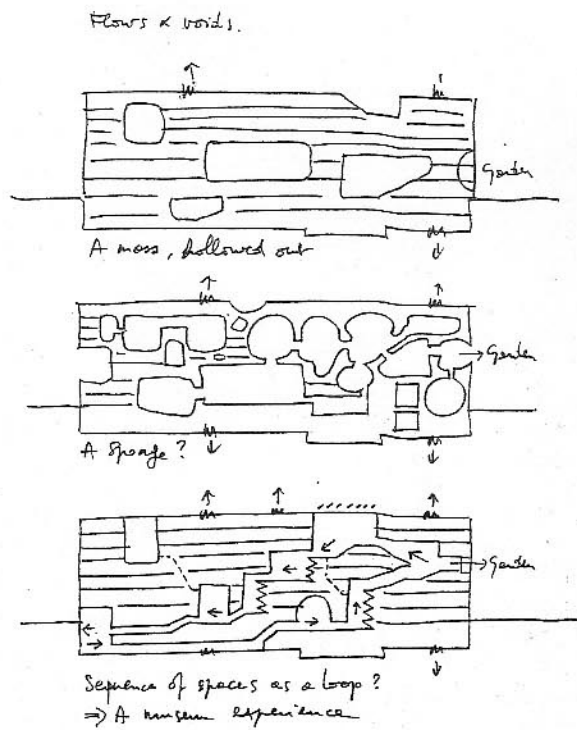 Flows & voids.
Garden
A mass, hollowed out
Garden
A sponge?
Garden
Sequence of spaces as a loop?
⇒ A museum experience